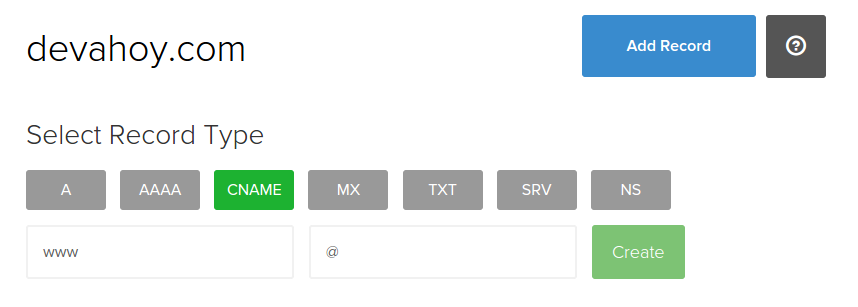 devahoy.com
Add Record
Select Record Type
A AAAA CNAME MX TXT SRV NS
www @ Create